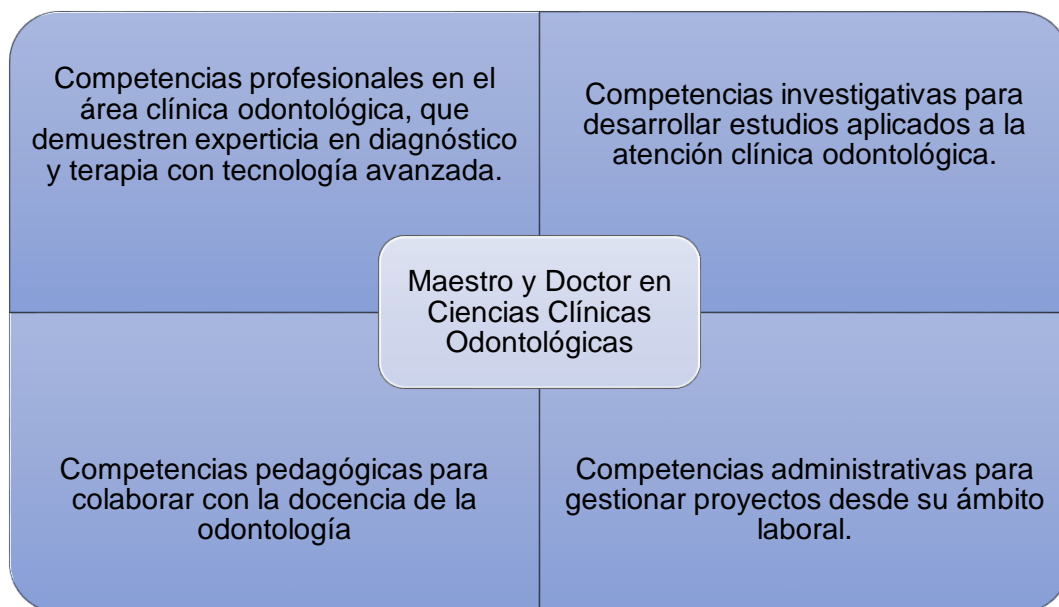 Competencias profesionales en el
área clínica odontológica, que
demuestren experticia en diagnóstico
y terapia con tecnología avanzada.
Competencias investigativas para
desarrollar estudios aplicados a la
atención clínica odontológica.
Maestro y Doctor en
Ciencias Clínicas
Odontológicas
Competencias pedagógicas para
colaborar con la docencia de la
odontología
Competencias administrativas para
gestionar proyectos desde su ámbito
laboral.